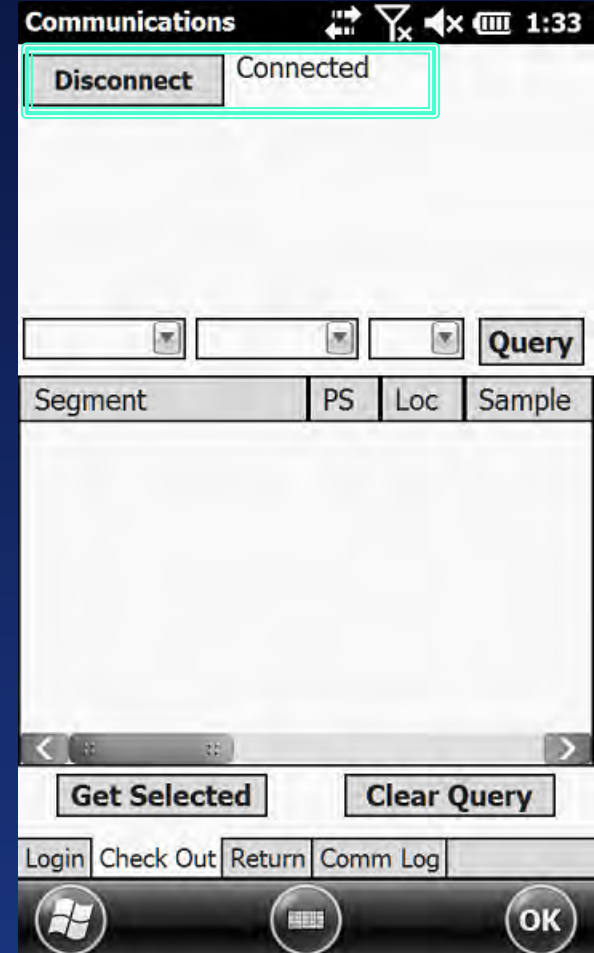 Communications 1:33
Disconnect Connected
Query
Segment PS Loc Sample
Get Selected Clear Query
Login Check Out Return Comm Log
OK